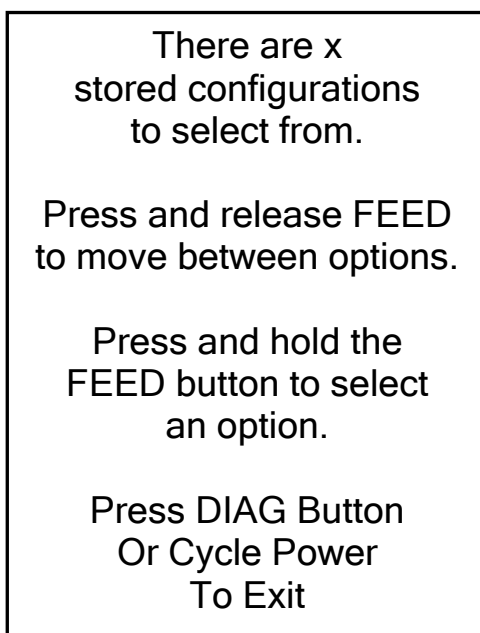 There are x
stored configurations
to select from.
Press and release FEED
to move between options.
Press and hold the
FEED button to select
an option.
Press DIAG Button
Or Cycle Power
To Exit